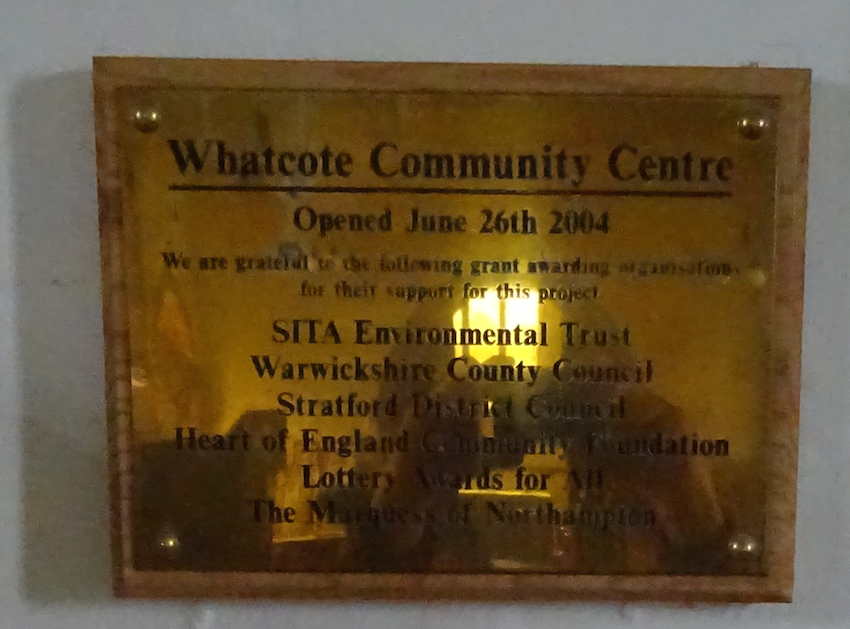 Whatcote Community Centre
Opened June 26th 2004
We are grateful to the following grant awarding organisations
for their support for this project
SITA Environmental Trust
Warwickshire County Council
Stratford District Council
Heart of England Community Foundation
Lottery Awards for All
The Marquess of Northampton